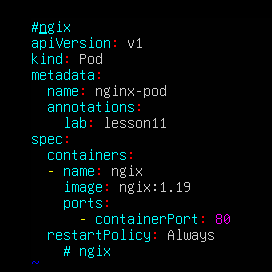 #ngix
apiVersion: v1
kind: Pod
metadata:
  name: nginx-pod
  annotations:
    lab: lesson11
spec:
  containers:
  - name: ngix
    image: ngix:1.19
    ports:
      - containerPort: 80
  restartPolicy: Always
    # ngix
~